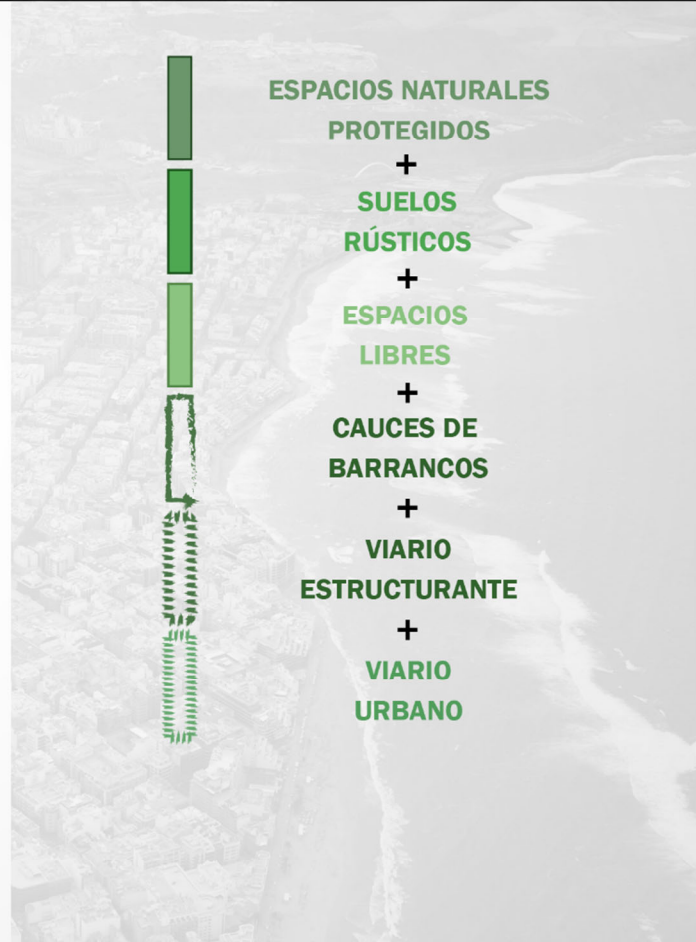 ESPACIOS NATURALES
PROTEGIDOS
+
SUELOS
RÚSTICOS
+
ESPACIOS
LIBRES
+
CAUCES DE
BARRANCOS
+
VIARIO
ESTRUCTURANTE
+
VIARIO
URBANO